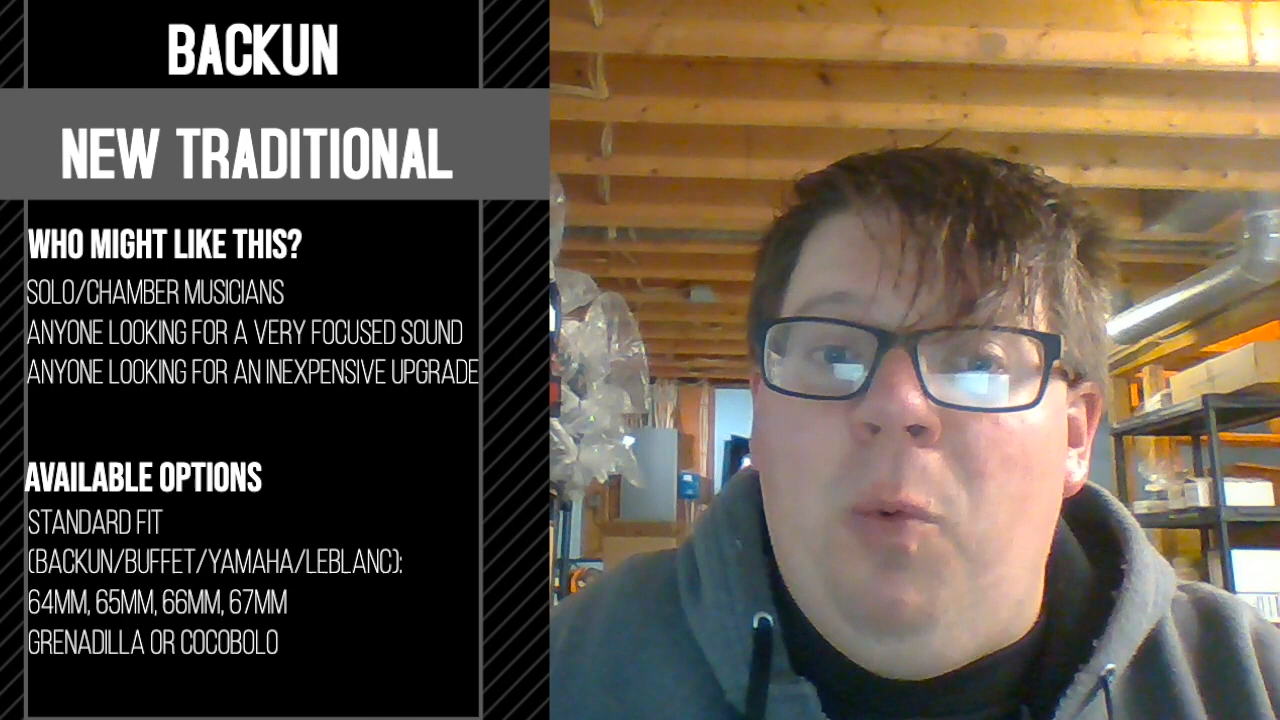 BACKUN
NEW TRADITIONAL
WHO MIGHT LIKE THIS?
SOLO/CHAMBER MUSICIANS
ANYONE LOOKING FOR A VERY FOCUSED SOUND
ANYONE LOOKING FOR AN INEXPENSIVE UPGRADE
AVAILABLE OPTIONS
STANDARD FIT
(BACKUN/BUFFET/YAMAHA/LEBLANC):
64MM, 65MM, 66MM, 67MM
GRENADILLA OR COCOBOLO